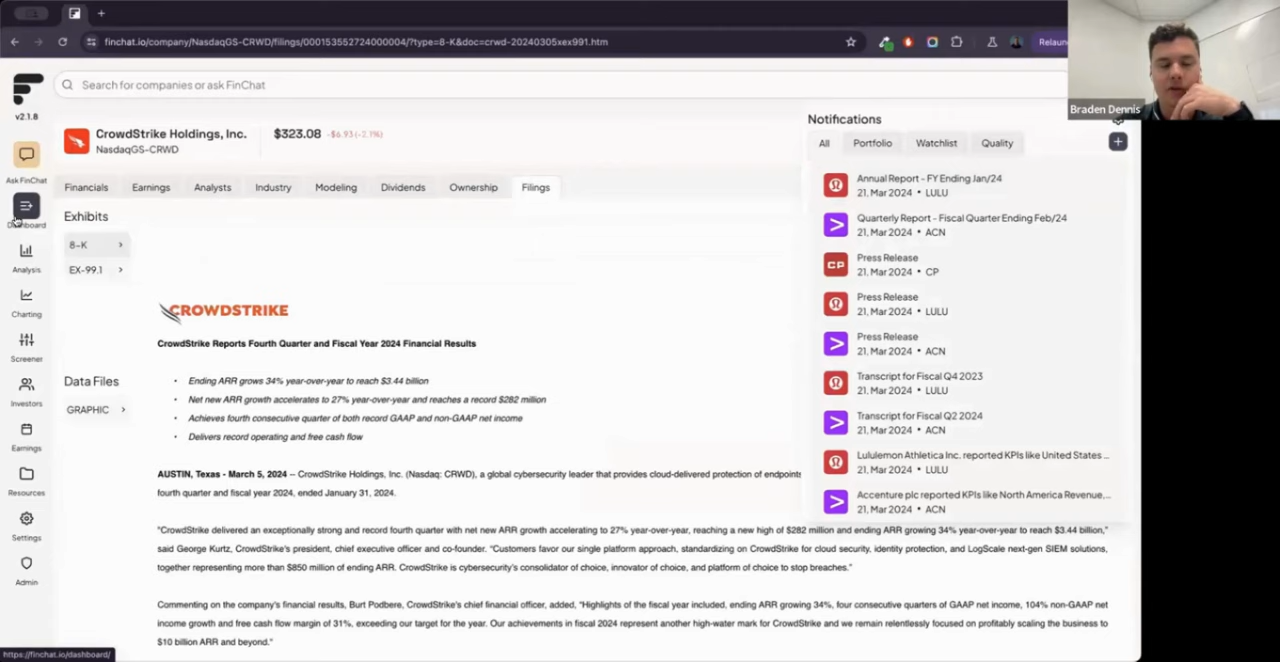 finchat.io/company/NasdaqGS-CRWD/filings/000153552724000004/?type=8-K&doc=crwd-20240305xex991.htm
Relaun
Braden Dennis
v2.1.8
Search for companies or ask FinChat
CrowdStrike Holdings, Inc.
NasdaqGS-CRWD
$323.08 -$6.93 (-2.1%)
Ask FinChat
Dashboard
Analysis
Charting
Screener
Investors
Earnings
Resources
Settings
Admin
Financials
Earnings
Analysts
Industry
Modeling
Dividends
Ownership
Filings
Exhibits
8-K
EX-99.1
Data Files
GRAPHIC
CROWDSTRIKE
CrowdStrike Reports Fourth Quarter and Fiscal Year 2024 Financial Results
• Ending ARR grows 34% year-over-year to reach $3.44 billion
• Net new ARR growth accelerates to 27% year-over-year and reaches a record $282 million
• Achieves fourth consecutive quarter of both record GAAP and non-GAAP net income
• Delivers record operating and free cash flow
AUSTIN, Texas - March 5, 2024 -- CrowdStrike Holdings, Inc. (Nasdaq: CRWD), a global cybersecurity leader that provides cloud-delivered protection of endpoints
fourth quarter and fiscal year 2024, ended January 31, 2024.
"CrowdStrike delivered an exceptionally strong and record fourth quarter with net new ARR growth accelerating to 27% year-over-year, reaching a new high of $282 million and ending ARR growing 34% year-over-year to reach $3.44 billion,"
said George Kurtz, CrowdStrike's president, chief executive officer and co-founder. "Customers favor our single platform approach, standardizing on CrowdStrike for cloud security, identity protection, and LogScale next-gen SIEM solutions,
together representing more than $850 million of ending ARR. CrowdStrike is cybersecurity's consolidator of choice, innovator of choice, and platform of choice to stop breaches."
Commenting on the company's financial results, Burt Podbere, CrowdStrike's chief financial officer, added, "Highlights of the fiscal year included, ending ARR growing 34%, four consecutive quarters of GAAP net income, 104% non-GAAP net
income growth and free cash flow margin of 31%, exceeding our target for the year. Our achievements in fiscal 2024 represent another high-water mark for CrowdStrike and we remain relentlessly focused on profitably scaling the business to
$10 billion ARR and beyond."
Notifications
All
Portfolio
Watchlist
Quality
Annual Report - FY Ending Jan/24
21, Mar 2024 • LULU
Quarterly Report - Fiscal Quarter Ending Feb/24
21, Mar 2024 • ACN
CP
Press Release
21, Mar 2024 • CP
Press Release
21, Mar 2024 • LULU
Press Release
21, Mar 2024 • ACN
Transcript for Fiscal Q4 2023
21, Mar 2024 • LULU
Transcript for Fiscal Q2 2024
21, Mar 2024 • ACN
Lululemon Athletica Inc. reported KPIs like United States ...
21, Mar 2024 • LULU
Accenture plc reported KPIs like North America Revenue,...
21, Mar 2024 • ACN
https://finchat.io/dashboard/